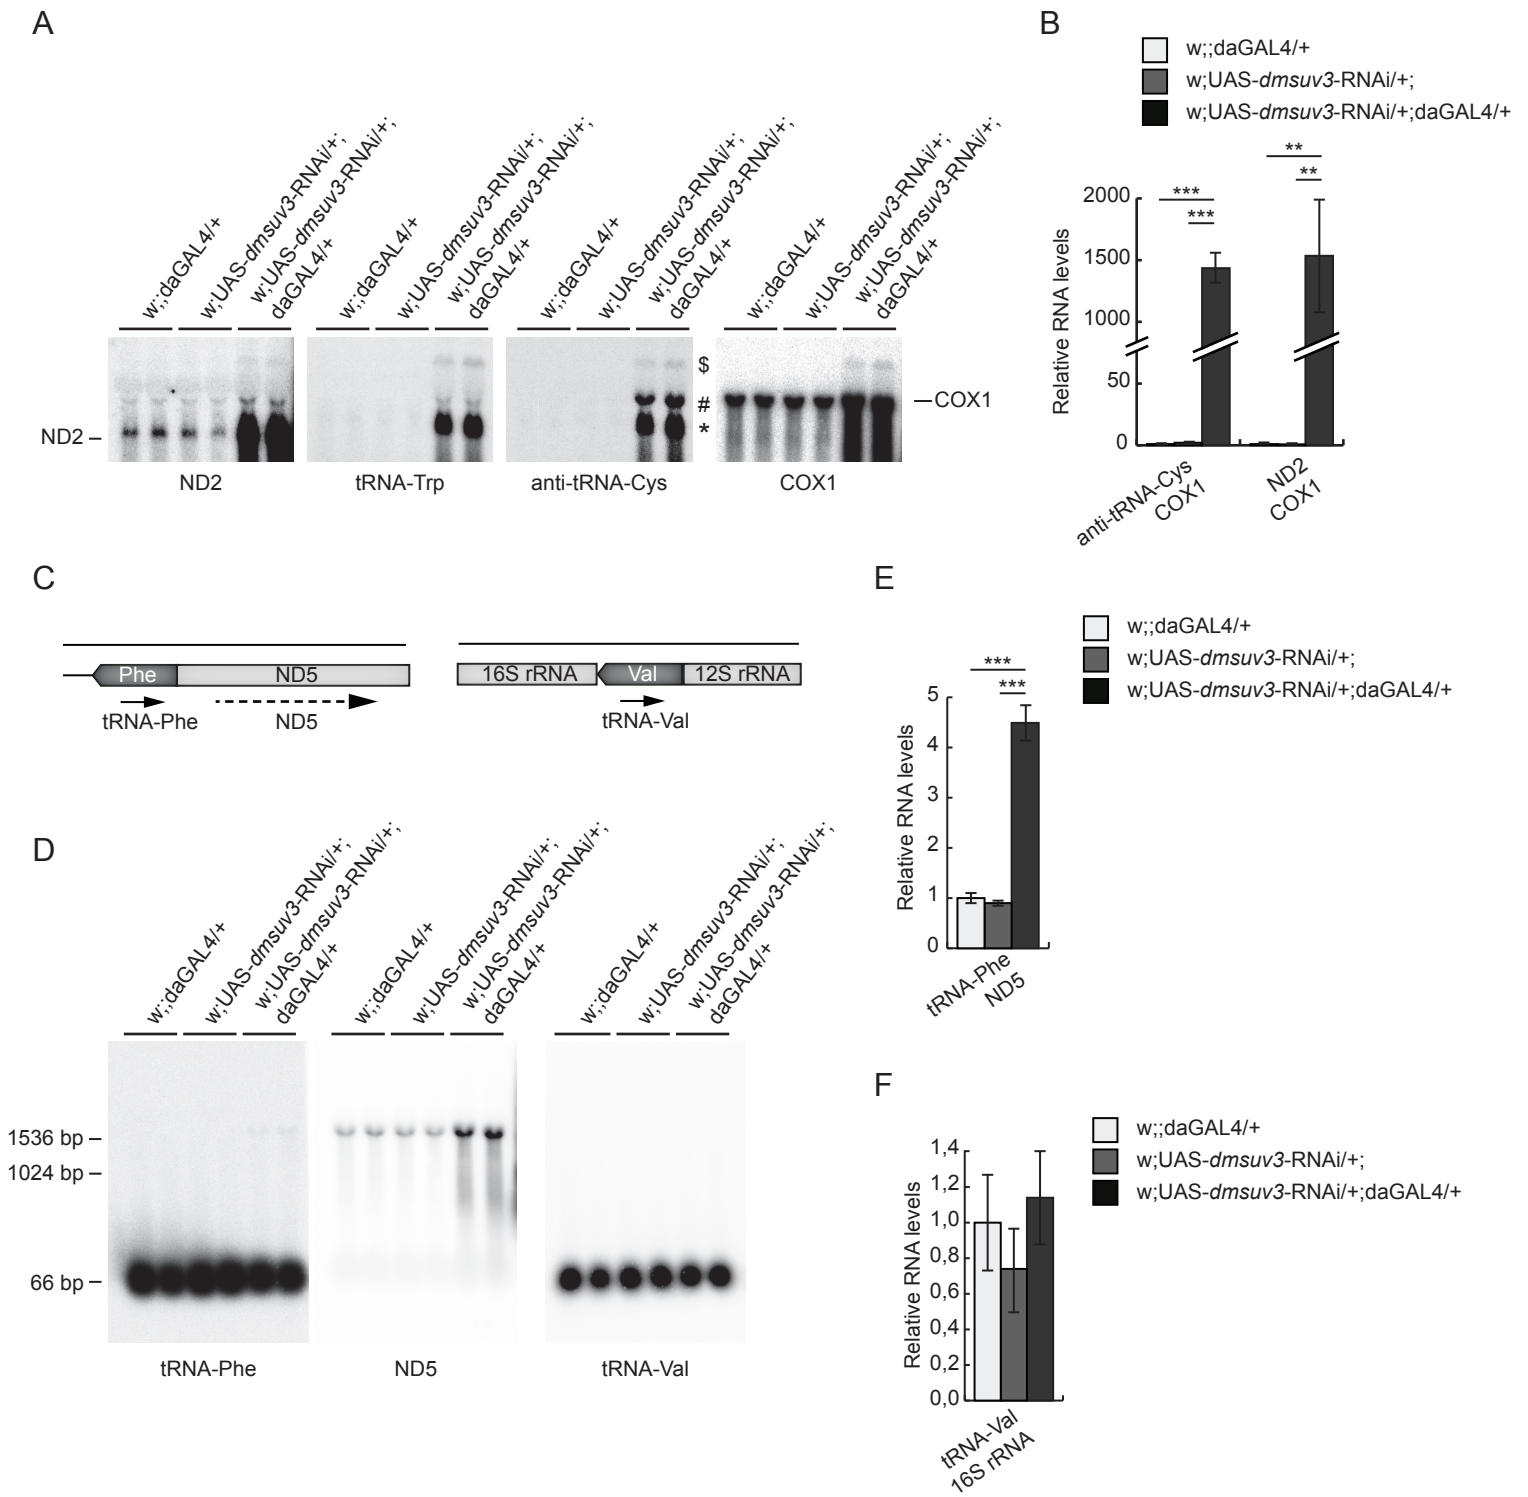 A
w;;daGAL4/+
w;UAS-dmsuv3-RNAi/+;
w;UAS-dmsuv3-RNAi/+;
daGAL4/+
w;;daGAL4/+
w;UAS-dmsuv3-RNAi/+;
w;UAS-dmsuv3-RNAi/+;
daGAL4/+
w;;daGAL4/+
w;UAS-dmsuv3-RNAi/+;
w;UAS-dmsuv3-RNAi/+;
daGAL4/+
w;;daGAL4/+
w;UAS-dmsuv3-RNAi/+;
w;UAS-dmsuv3-RNAi/+;
daGAL4/+
$
#
*
COX1
ND2
ND2
tRNA-Trp
anti-tRNA-Cys
COX1
B
w;;daGAL4/+
w;UAS-dmsuv3-RNAi/+;
w;UAS-dmsuv3-RNAi/+;daGAL4/+
**
**
***
***
Relative RNA levels
2000
1500
1000
50
0
anti-tRNA-Cys
COX1
ND2
COX1
C
Phe
ND5
tRNA-Phe
ND5
16S rRNA
Val
12S rRNA
tRNA-Val
D
w;;daGAL4/+
w;UAS-dmsuv3-RNAi/+;
w;UAS-dmsuv3-RNAi/+;
daGAL4/+
w;;daGAL4/+
w;UAS-dmsuv3-RNAi/+;
w;UAS-dmsuv3-RNAi/+;
daGAL4/+
w;;daGAL4/+
w;UAS-dmsuv3-RNAi/+;
w;UAS-dmsuv3-RNAi/+;
daGAL4/+
1536 bp
1024 bp
66 bp
tRNA-Phe
ND5
tRNA-Val
E
w;;daGAL4/+
w;UAS-dmsuv3-RNAi/+;
w;UAS-dmsuv3-RNAi/+;daGAL4/+
***
***
Relative RNA levels
5
4
3
2
1
0
tRNA-Phe
ND5
F
w;;daGAL4/+
w;UAS-dmsuv3-RNAi/+;
w;UAS-dmsuv3-RNAi/+;daGAL4/+
Relative RNA levels
1,4
1,2
1,0
0,8
0,6
0,4
0,2
0,0
tRNA-Val
16S rRNA